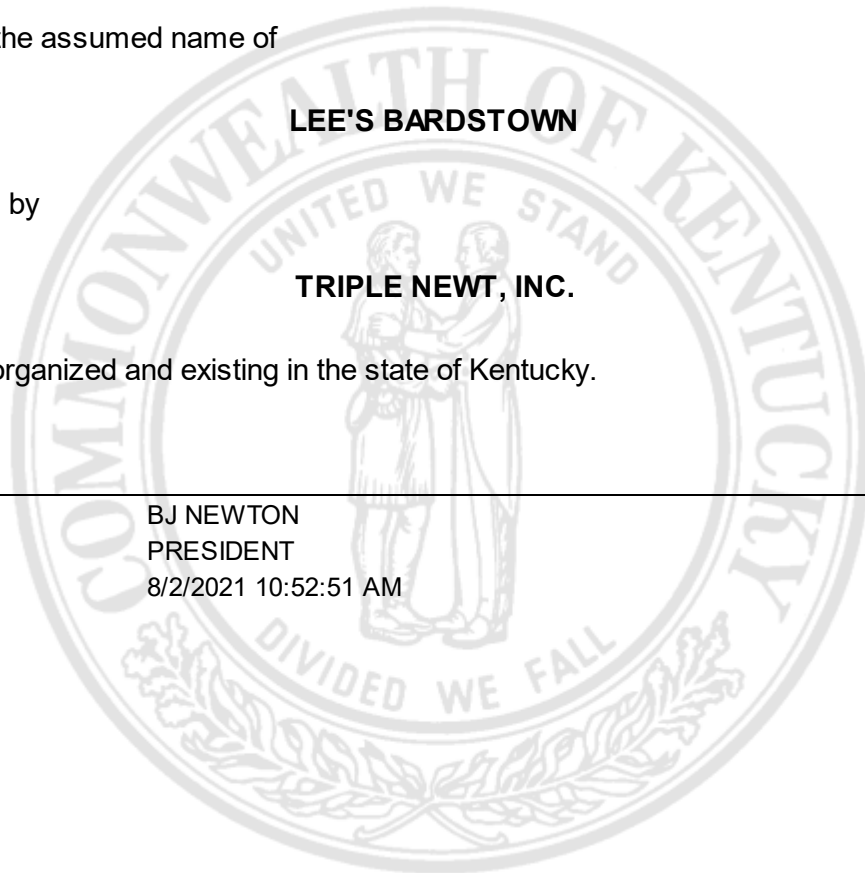 the assumed name of
LEE'S BARDSTOWN
by
TRIPLE NEWT, INC.
organized and existing in the state of Kentucky.
BJ NEWTON
PRESIDENT
8/2/2021 10:52:51 AM
COMMONWEALTH OF KENTUCKY
UNITED WE STAND
DIVIDED WE FALL